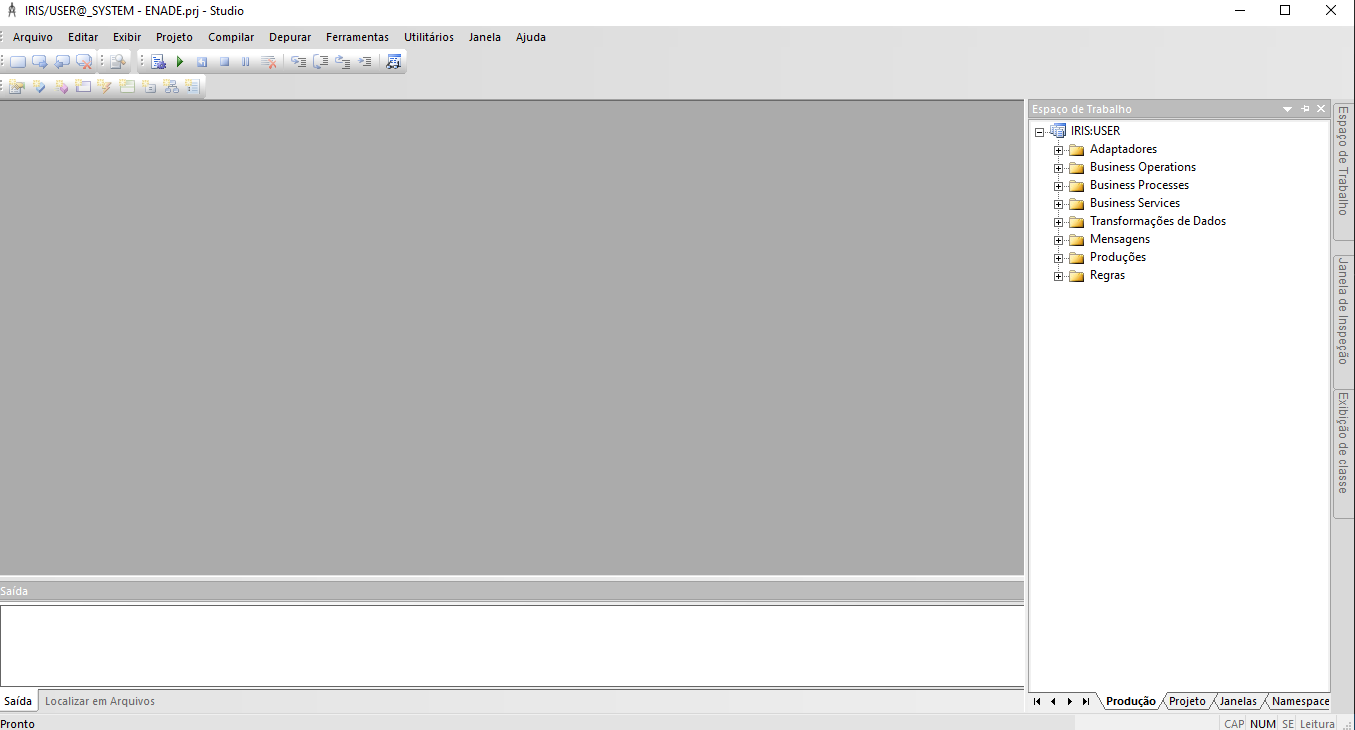 IRIS/USER@_SYSTEM - ENADE.prj - Studio
Arquivo Editar Exibir Projeto Compilar Depurar Ferramentas Utilitários Janela Ajuda
Espaço de Trabalho
IRIS:USER
Adaptadores
Business Operations
Business Processes
Business Services
Transformações de Dados
Mensagens
Produções
Regras
Espaço de Trabalho
Janela de Inspeção
Exibição de classe
Saída
Saída Localizar em Arquivos
Produção Projeto Janelas Namespace
Pronto
CAP NUM SE Leitura